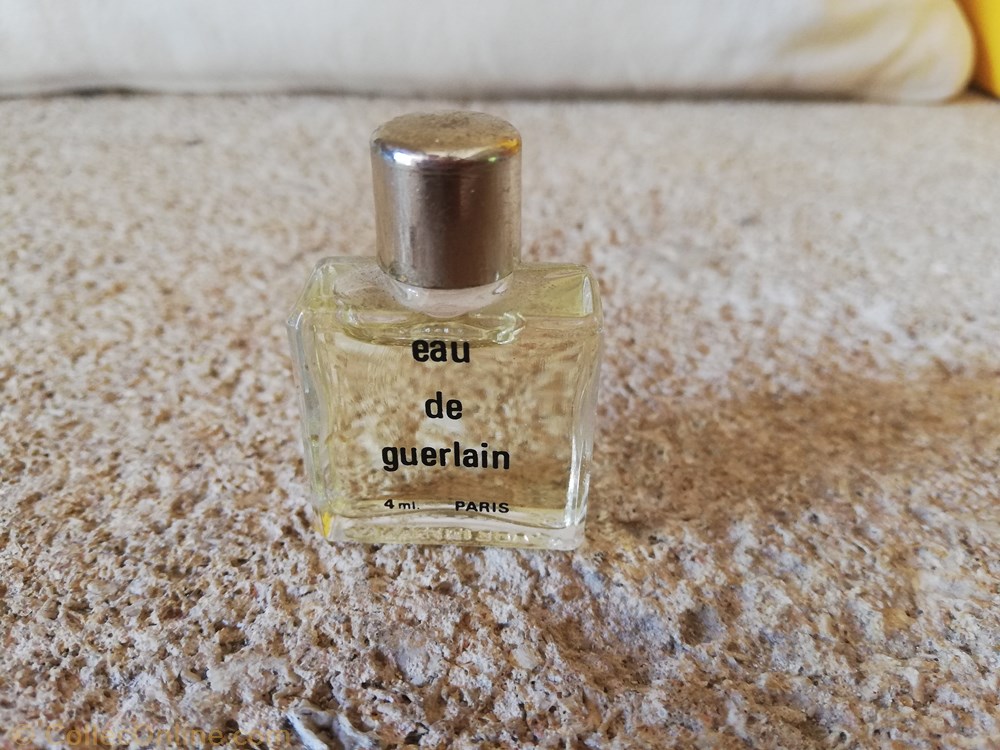 eau
de
guerlain
4 ml. PARIS